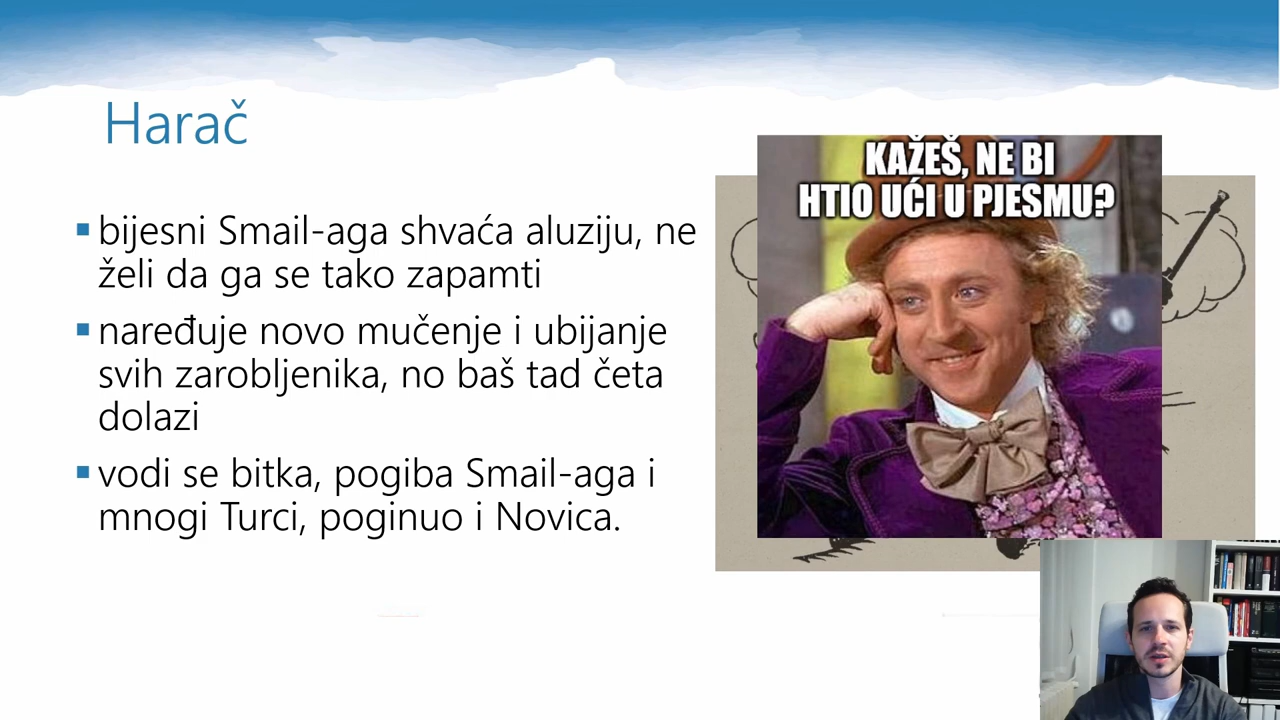 Harač
bijesni Smail-aga shvaća aluziju, ne
želi da ga se tako zapamti
naređuje novo mučenje i ubijanje
svih zarobljenika, no baš tad četa
dolazi
vodi se bitka, pogiba Smail-aga i
mnogi Turci, poginuo i Novica.
KAŽEŠ, NE BI
HTIO UĆI U PJESMU?